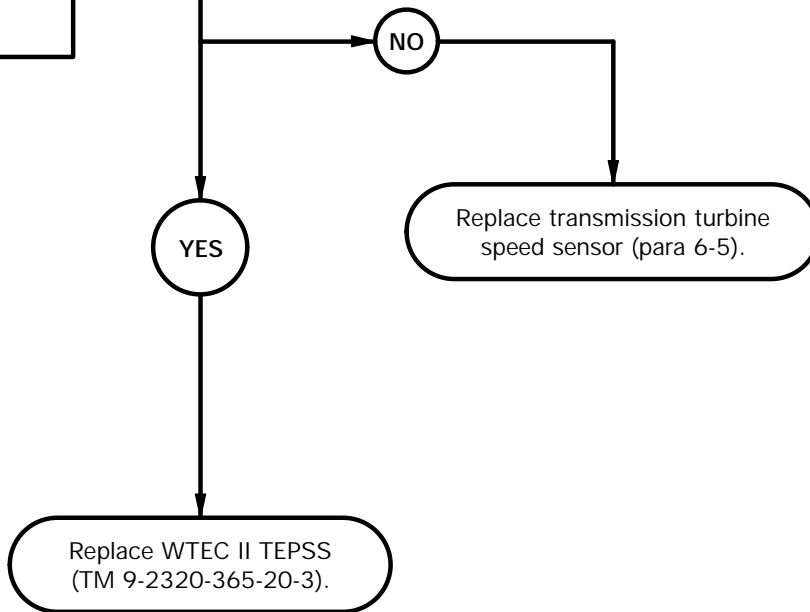 NO
Replace transmission turbine
speed sensor (para 6-5).
YES
Replace WTEC II TEPSS
(TM 9-2320-365-20-3).